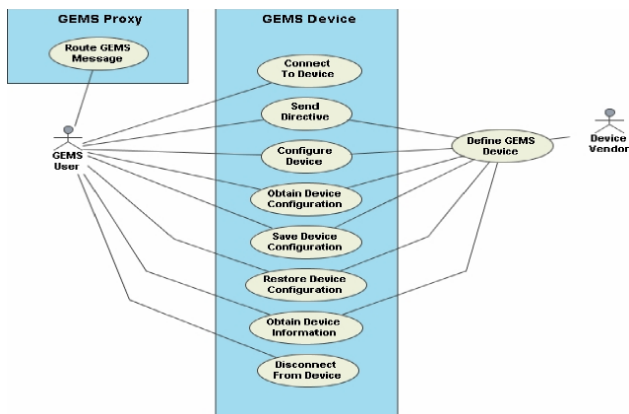 GEMS Proxy
GEMS Device
Route GEMS
Message
Connect
To Device
Send
Directive
GEMS
User
Configure
Device
Define GEMS
Device
Device
Vendor
Obtain Device
Configuration
Save Device
Configuration
Restore Device
Configuration
Obtain Device
Information
Disconnect
From Device